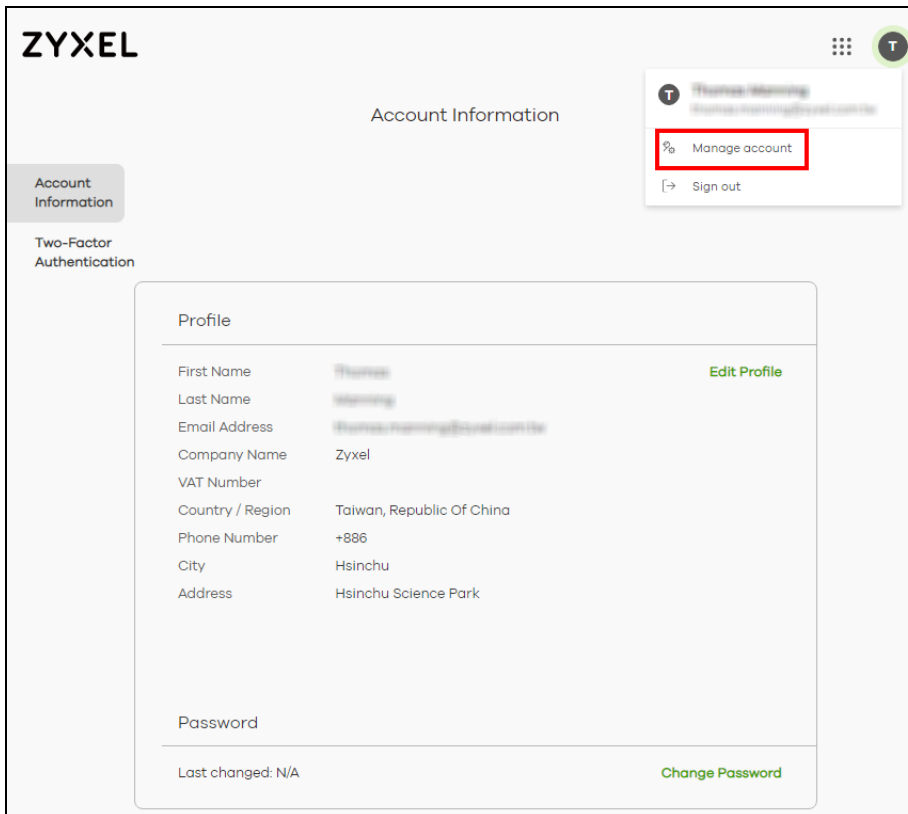 ZYXEL
T
T
Account Information
Manage account
Sign out
Account
Information
Two-Factor
Authentication
Profile
First Name
Edit Profile
Last Name
Email Address
Company Name Zyxel
VAT Number
Country / Region Taiwan, Republic Of China
Phone Number +886
City Hsinchu
Address Hsinchu Science Park
Password
Last changed: N/A Change Password